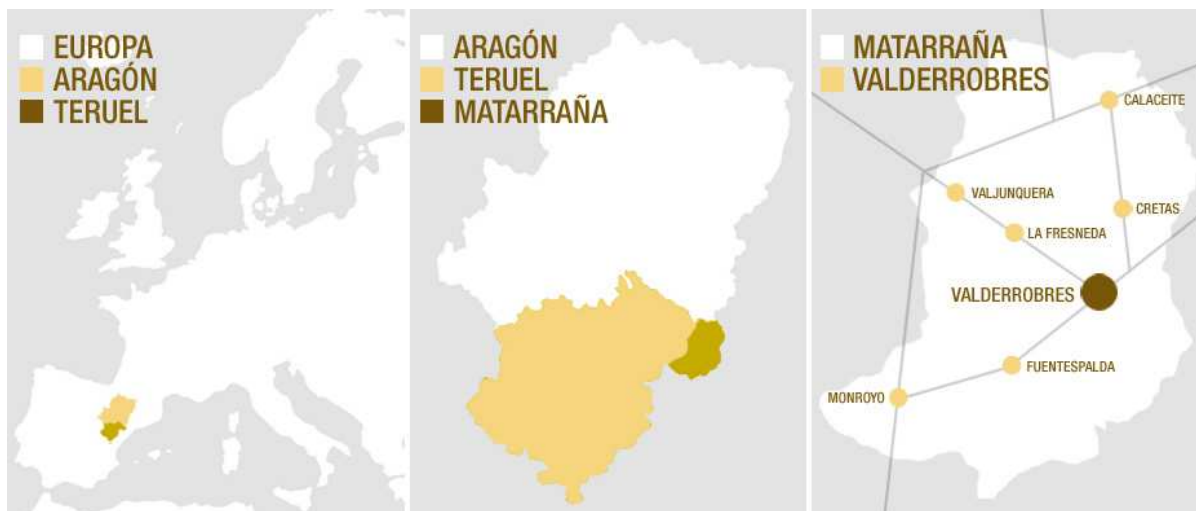 EUROPA
ARAGÓN
TERUEL
ARAGÓN
TERUEL
MATARRAÑA
MATARRAÑA
VALDERROBRES
CALACEITE
VALJUNQUERA
CRETAS
LA FRESNEDA
VALDERROBRES
FUENTESPALDA
MONROYO